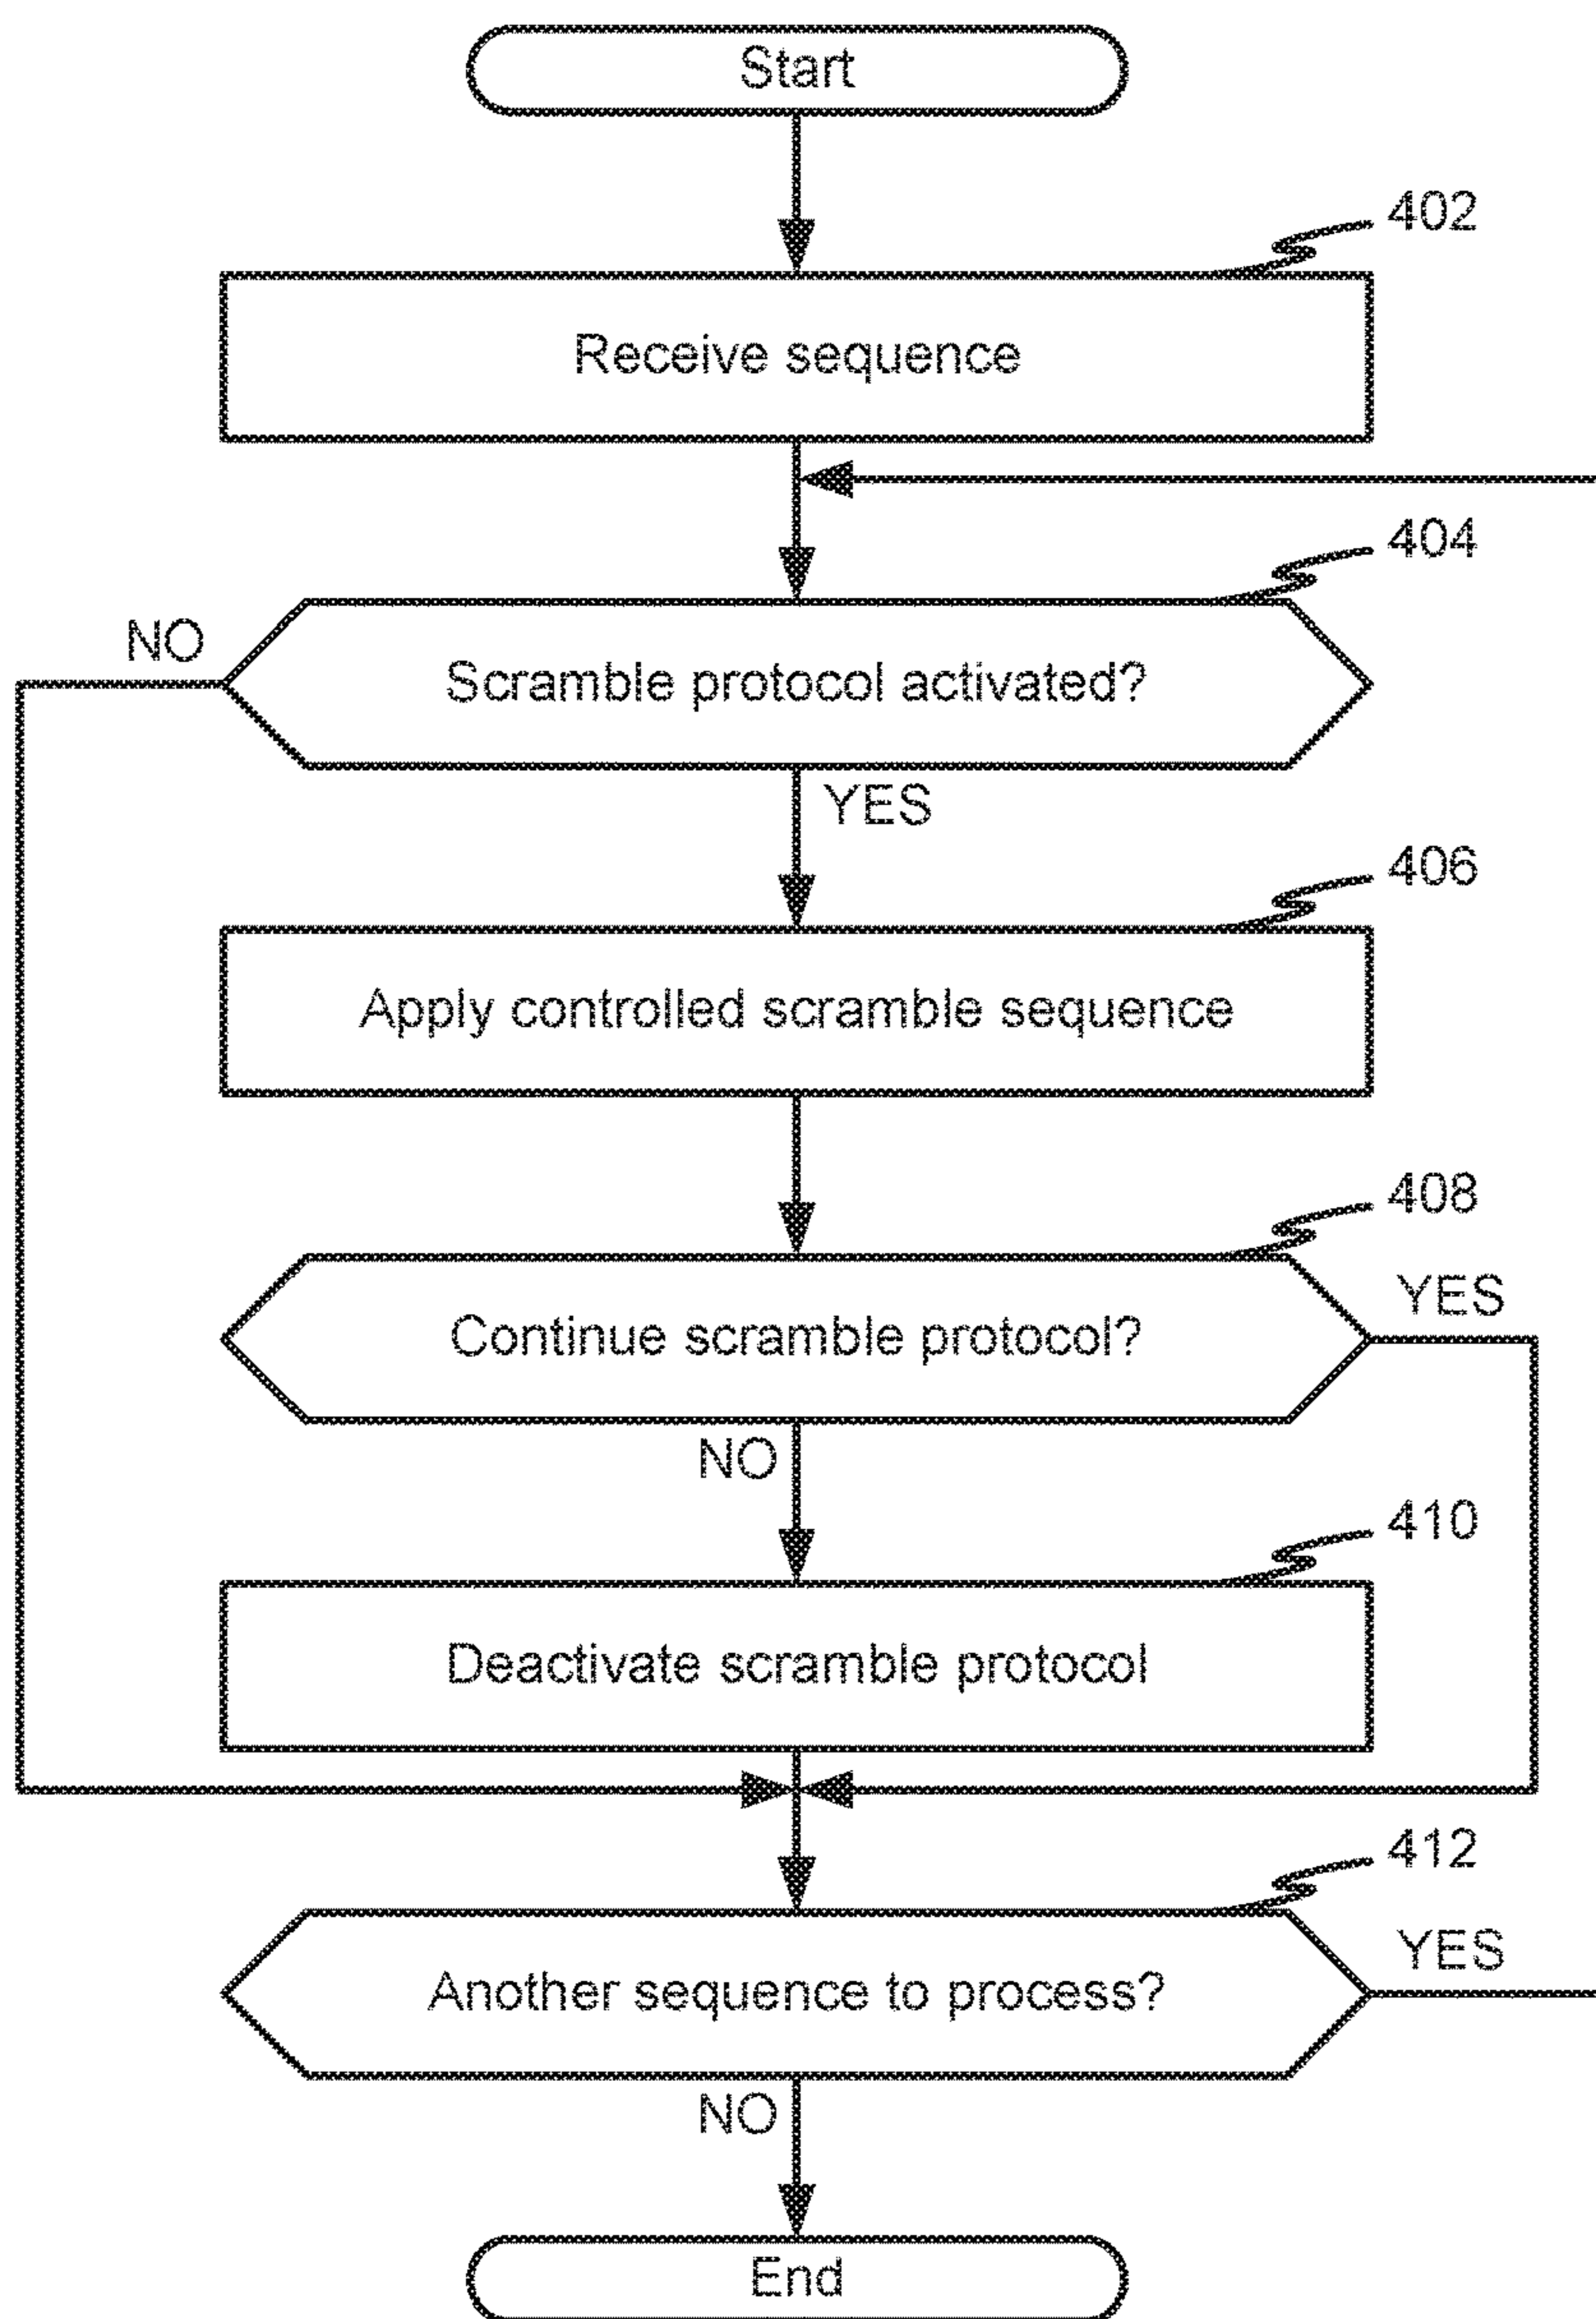 Start
402
Receive sequence
404
NO
Scramble protocol activated?
YES
406
Apply controlled scramble sequence
408
YES
Continue scramble protocol?
NO
410
Deactivate scramble protocol
412
YES
Another sequence to process?
NO
End